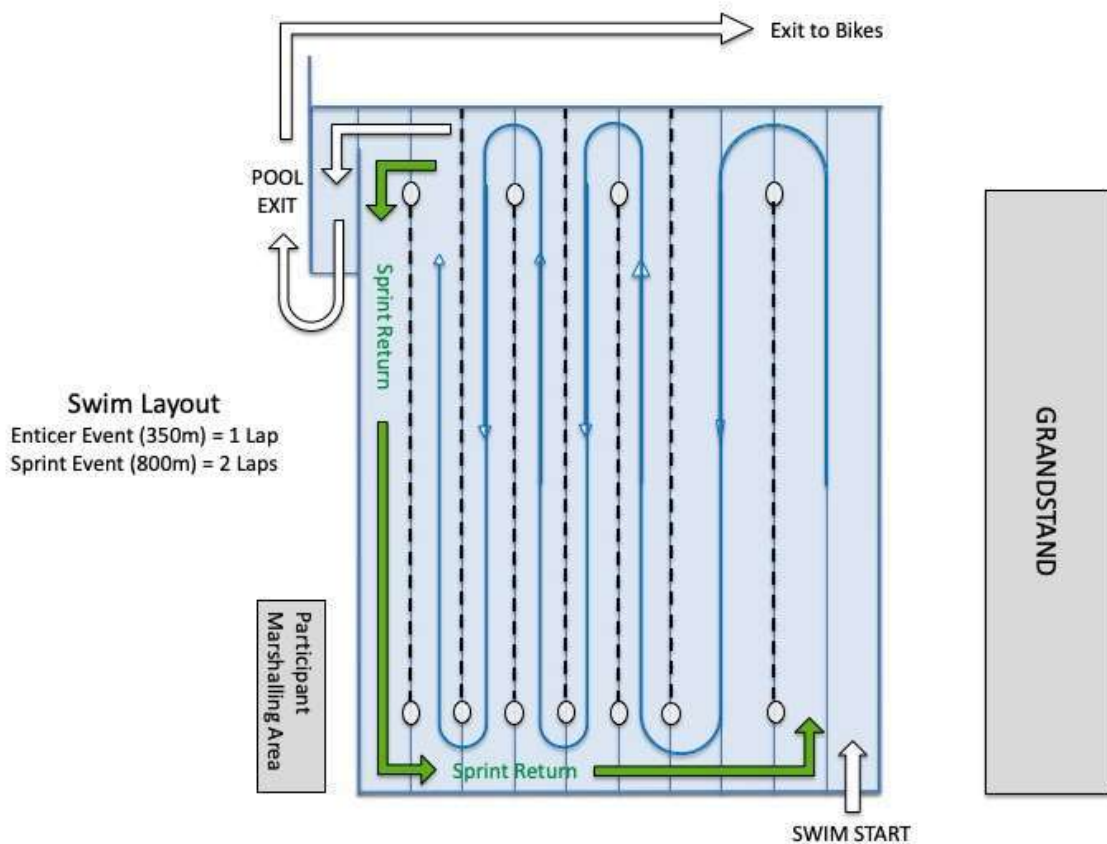 Exit to Bikes
POOL
EXIT
Sprint Return
Swim Layout
Enticer Event (350m) = 1 Lap
Sprint Event (800m) = 2 Laps
GRANDSTAND
Participant
Marshalling Area
Sprint Return
SWIM START